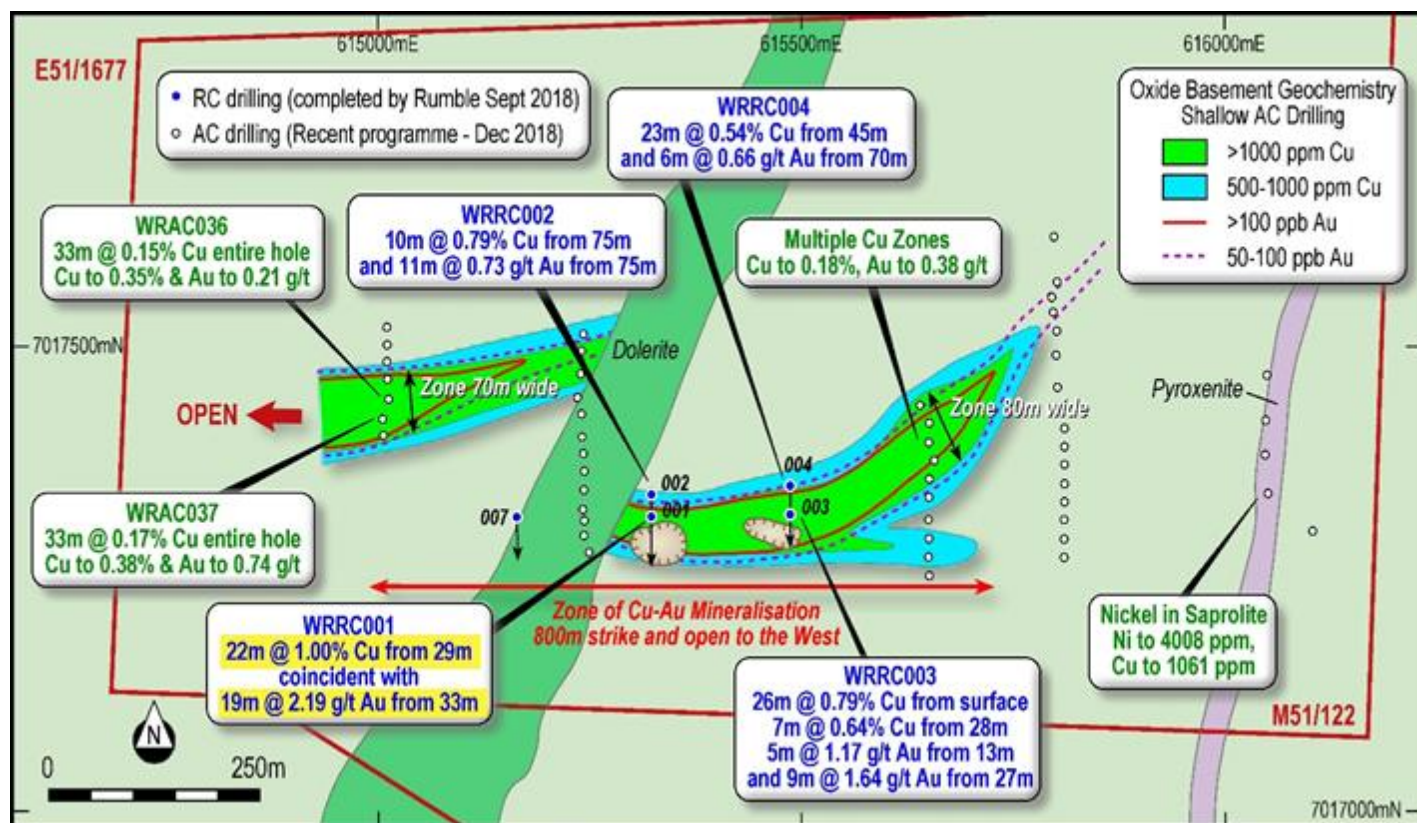 615000mE
615500mE
616000mE
E51/1677
• RC drilling (completed by Rumble Sept 2018)
○ AC drilling (Recent programme - Dec 2018)
WRRC004
23m @ 0.54% Cu from 45m
and 6m @ 0.66 g/t Au from 70m
Oxide Basement Geochemistry
Shallow AC Drilling
>1000 ppm Cu
500-1000 ppm Cu
>100 ppb Au
50-100 ppb Au
WRAC036
33m @ 0.15% Cu entire hole
Cu to 0.35% & Au to 0.21 g/t
WRRC002
10m @ 0.79% Cu from 75m
and 11m @ 0.73 g/t Au from 75m
Multiple Cu Zones
Cu to 0.18%, Au to 0.38 g/t
7017500mN
Dolerite
Zone 70m wide
Zone 80m wide
Pyroxenite
OPEN
002
004
001
003
007
WRAC037
33m @ 0.17% Cu entire hole
Cu to 0.38% & Au to 0.74 g/t
Zone of Cu-Au Mineralisation
800m strike and open to the West
WRRC001
22m @ 1.00% Cu from 29m
coincident with
19m @ 2.19 g/t Au from 33m
WRRC003
26m @ 0.79% Cu from surface
7m @ 0.64% Cu from 28m
5m @ 1.17 g/t Au from 13m
and 9m @ 1.64 g/t Au from 27m
Nickel in Saprolite
Ni to 4008 ppm,
Cu to 1061 ppm
M51/122
N
0 250m
7017000mN